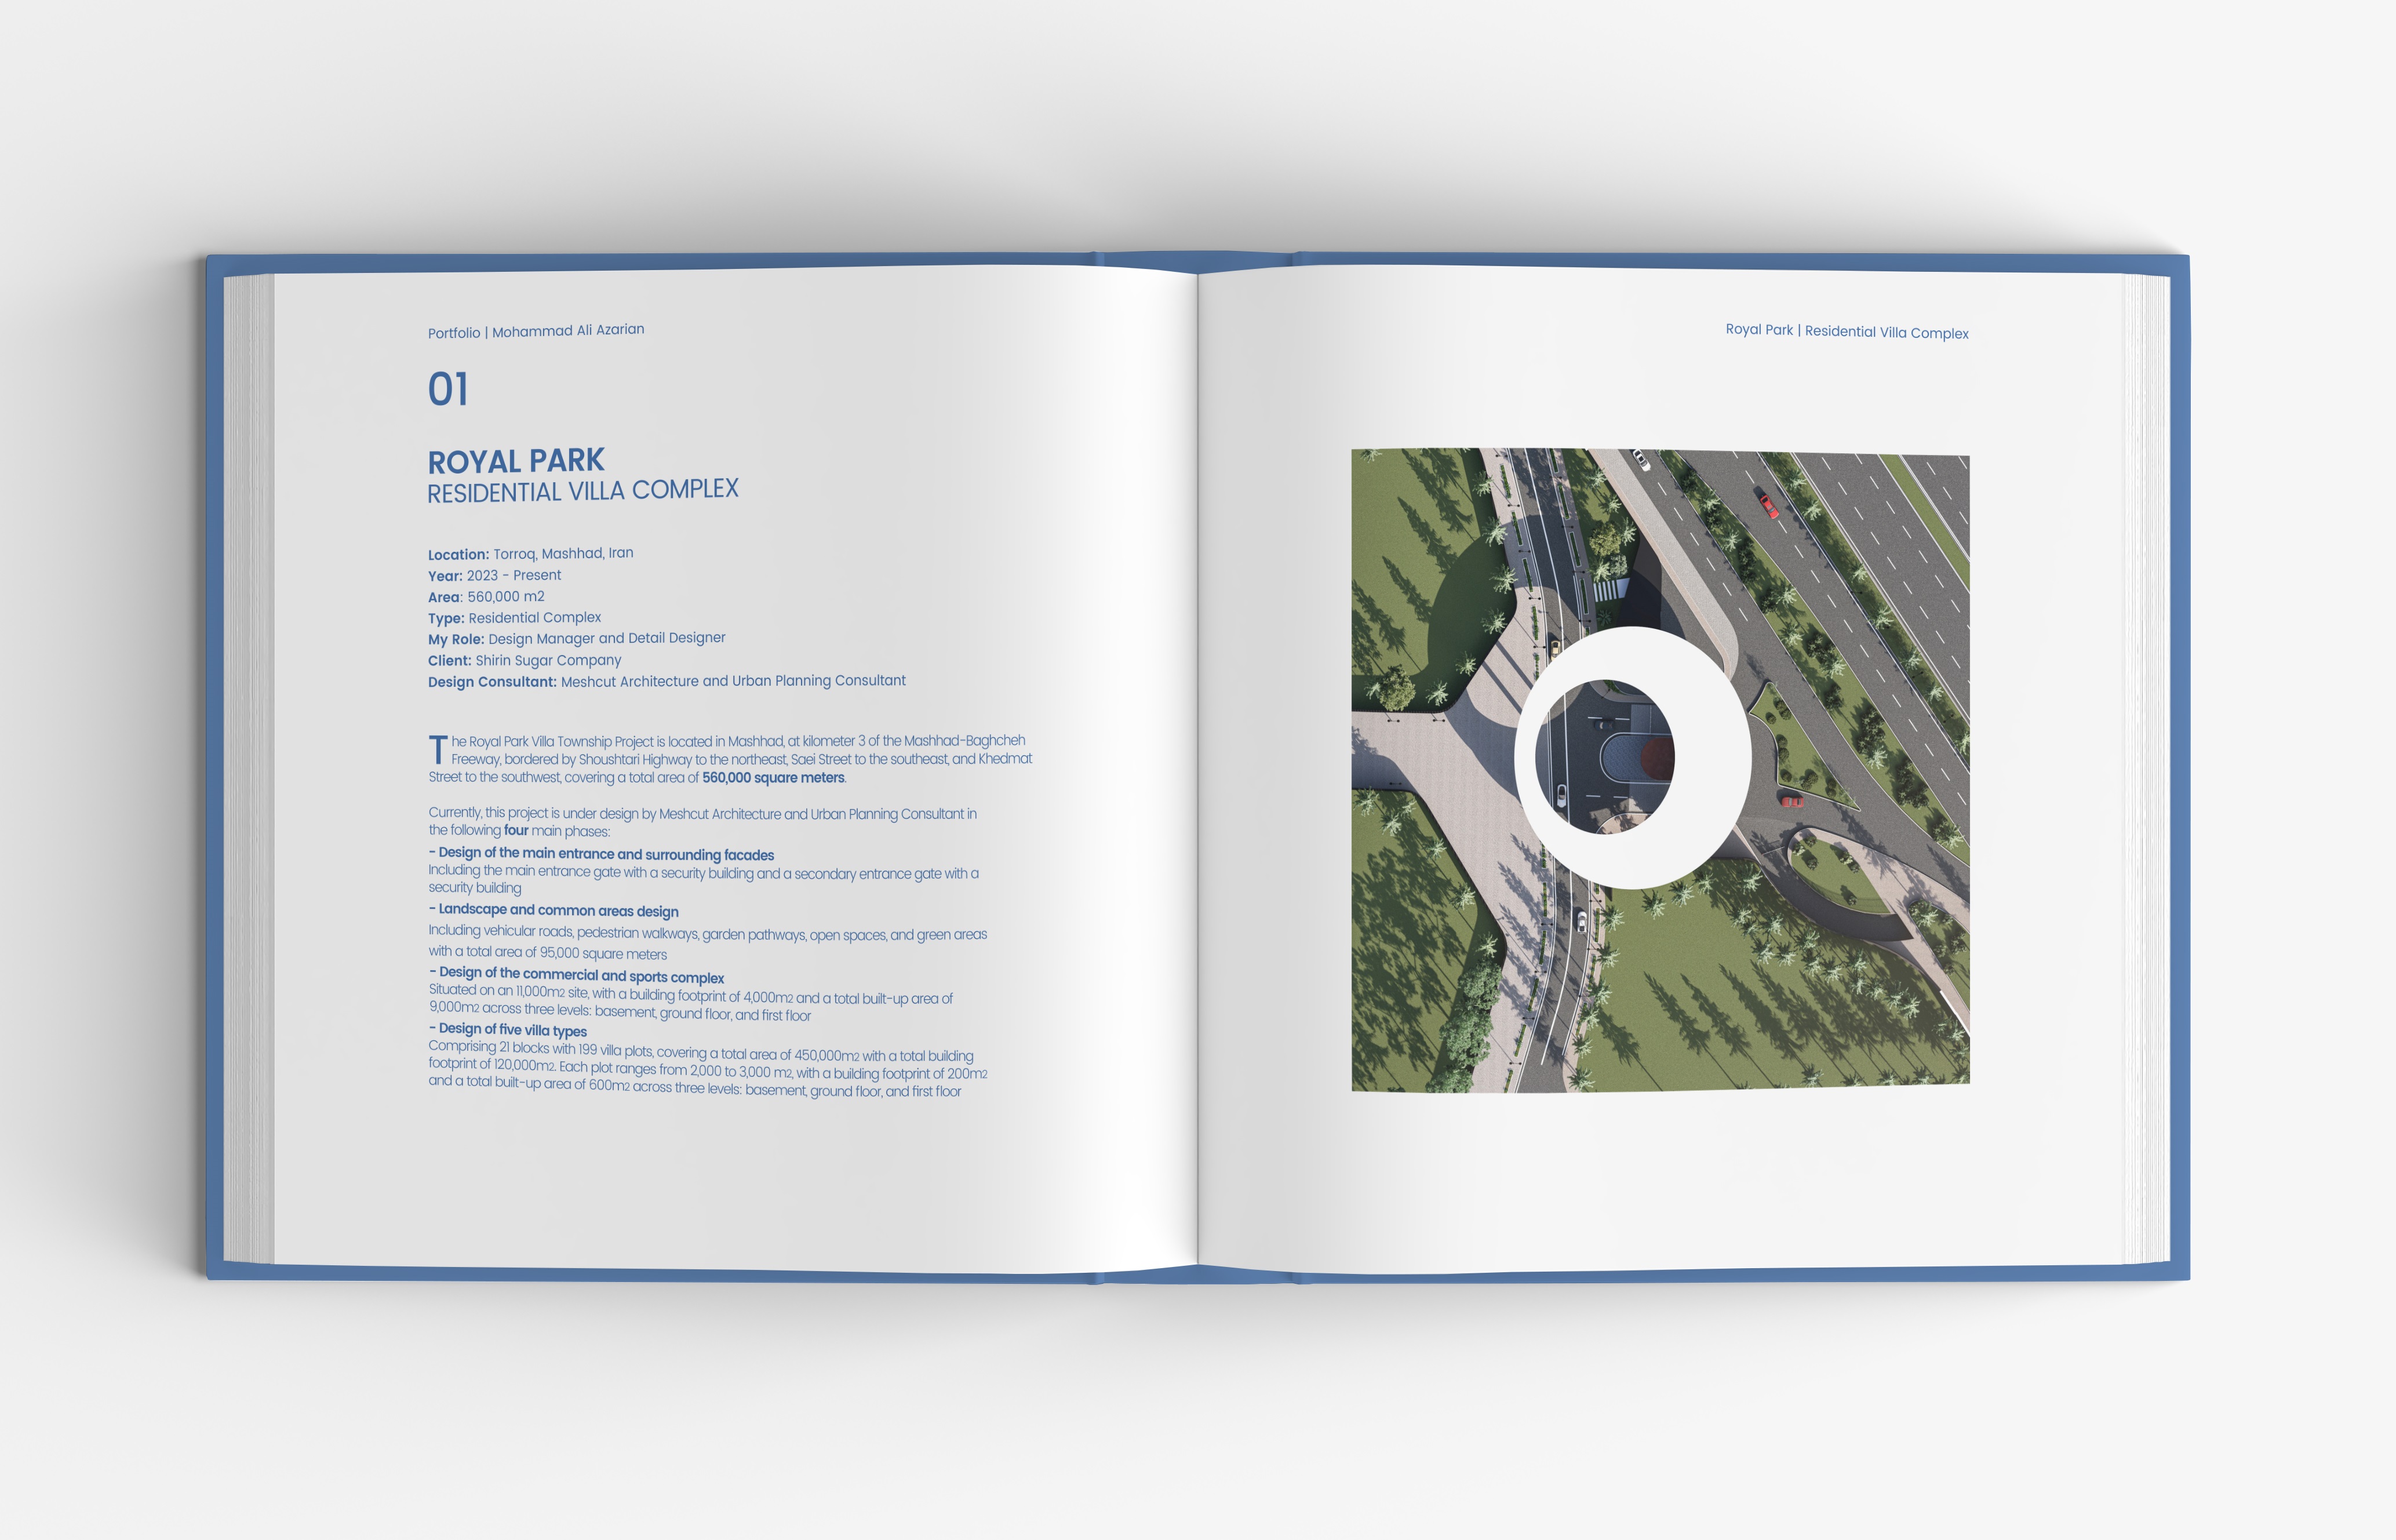 Portfolio | Mohammad Ali Azarian
01
ROYAL PARK
RESIDENTIAL VILLA COMPLEX
Location: Torroq, Mashhad, Iran
Year: 2023 - Present
Area: 560,000 m2
Type: Residential Complex
My Role: Design Manager and Detail Designer
Client: Shirin Sugar Company
Design Consultant: Meshcut Architecture and Urban Planning Consultant
The Royal Park Villa Township Project is located in Mashhad, at kilometer 3 of the Mashhad-Baghcheh
Freeway, bordered by Shoushtari Highway to the northeast, Saei Street to the southeast, and Khedmat
Street to the southwest, covering a total area of 560,000 square meters.
Currently, this project is under design by Meshcut Architecture and Urban Planning Consultant in
the following four main phases:
- Design of the main entrance and surrounding facades
Including the main entrance gate with a security building and a secondary entrance gate with a
security building
- Landscape and common areas design
Including vehicular roads, pedestrian walkways, garden pathways, open spaces, and green areas
with a total area of 95,000 square meters
- Design of the commercial and sports complex
Situated on an 11,000m2 site, with a building footprint of 4,000m2 and a total built-up area of
9,000m2 across three levels: basement, ground floor, and first floor
- Design of five villa types
Comprising 21 blocks with 199 villa plots, covering a total area of 450,000m2 with a total building
footprint of 120,000m2. Each plot ranges from 2,000 to 3,000 m2, with a building footprint of 200m2
and a total built-up area of 600m2 across three levels: basement, ground floor, and first floor
Royal Park | Residential Villa Complex